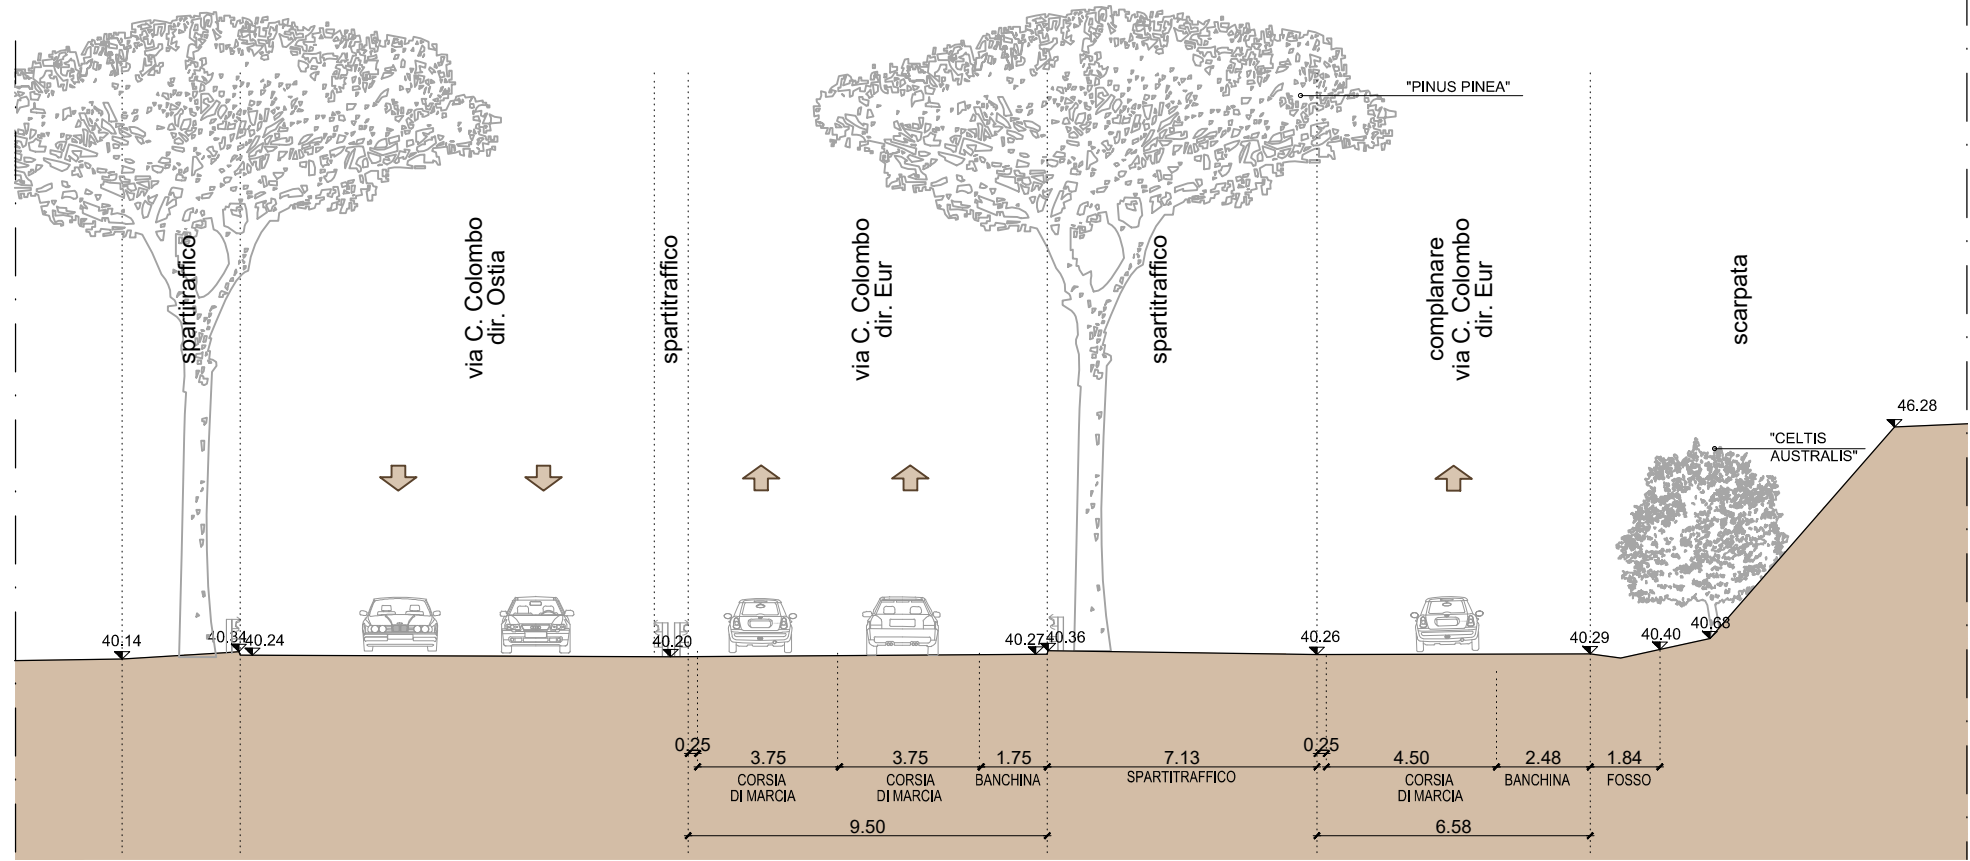 "PINUS PINEA"
spartitraffico
via C. Colombo
dir. Ostia
spartitraffico
via C. Colombo
dir. Eur
spartitraffico
complanare
via C. Colombo
dir. Eur
scarpata
46.28
"CELTIS
AUSTRALIS"
40.14
40.34
40.24
40.20
40.27
40.36
40.26
40.29
40.40
40.68
0.25
3.75
CORSIA
DI MARCIA
3.75
CORSIA
DI MARCIA
1.75
BANCHINA
7.13
SPARTITRAFFICO
0.25
4.50
CORSIA
DI MARCIA
2.48
BANCHINA
1.84
FOSSO
9.50
6.58